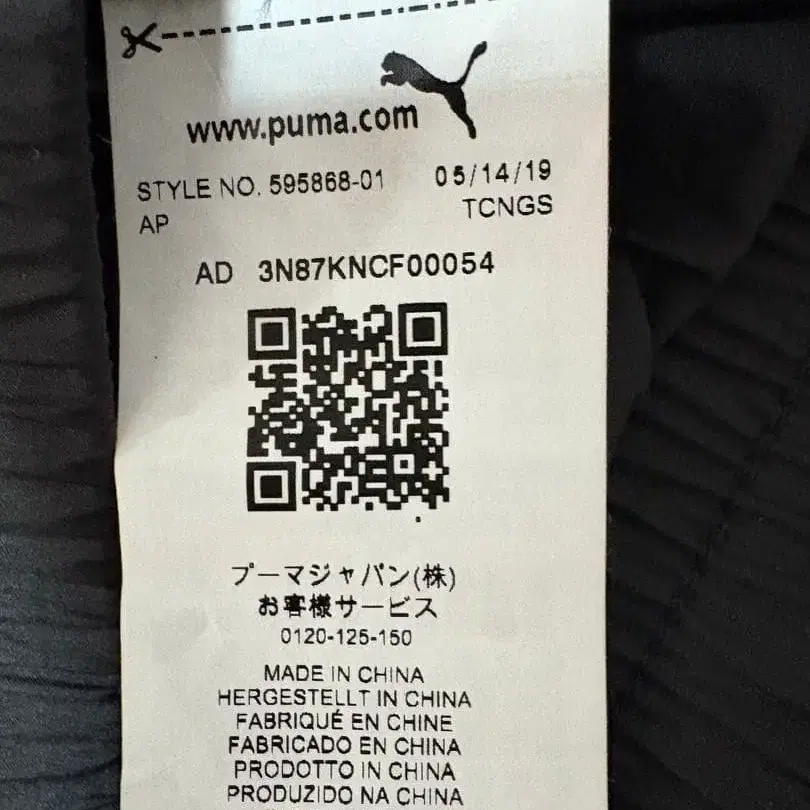 www.puma.com
STYLE NO. 595868-01 05/14/19
AP TCNGS
AD 3N87KNCF00054
プーマジャパン(株)
お客様サービス
0120-125-150
MADE IN CHINA
HERGESTELLT IN CHINA
FABRIQUÉ EN CHINE
FABRICADO EN CHINA
PRODOTTO IN CHINA
PRODUZIDO NA CHINA